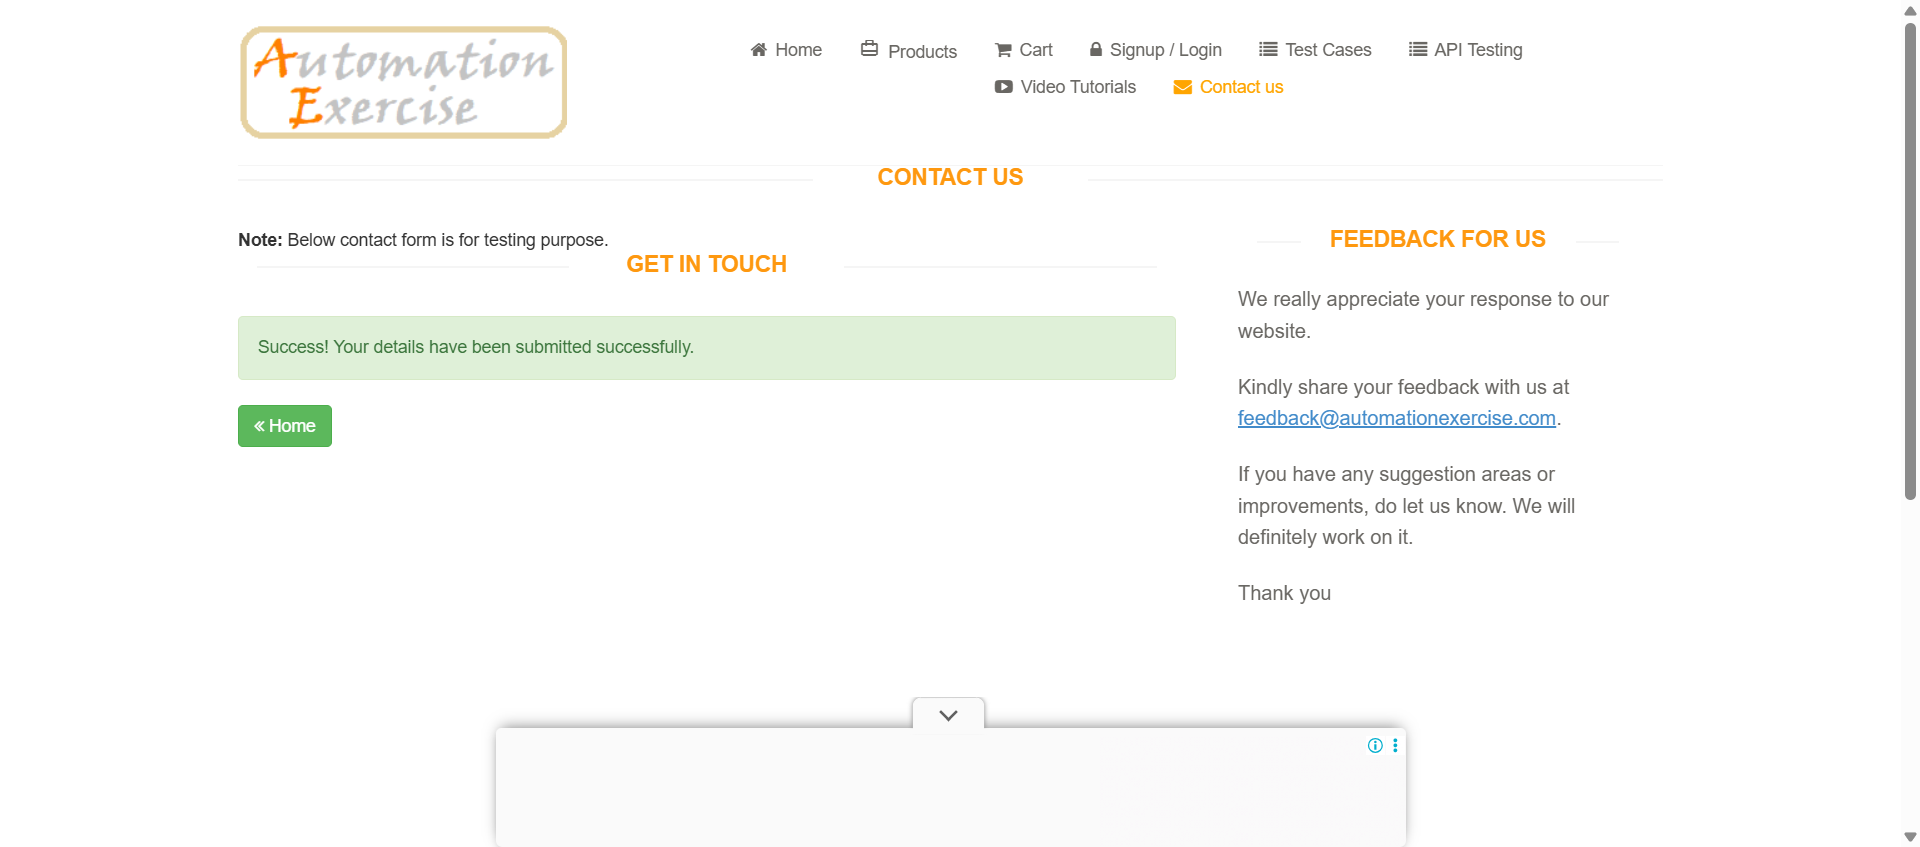 Automation
Exercise
Home
Products
Cart
Signup / Login
Test Cases
API Testing
Video Tutorials
Contact us
CONTACT US
Note: Below contact form is for testing purpose.
GET IN TOUCH
Success! Your details have been submitted successfully.
« Home
FEEDBACK FOR US
We really appreciate your response to our
website.
Kindly share your feedback with us at
feedback@automationexercise.com.
If you have any suggestion areas or
improvements, do let us know. We will
definitely work on it.
Thank you